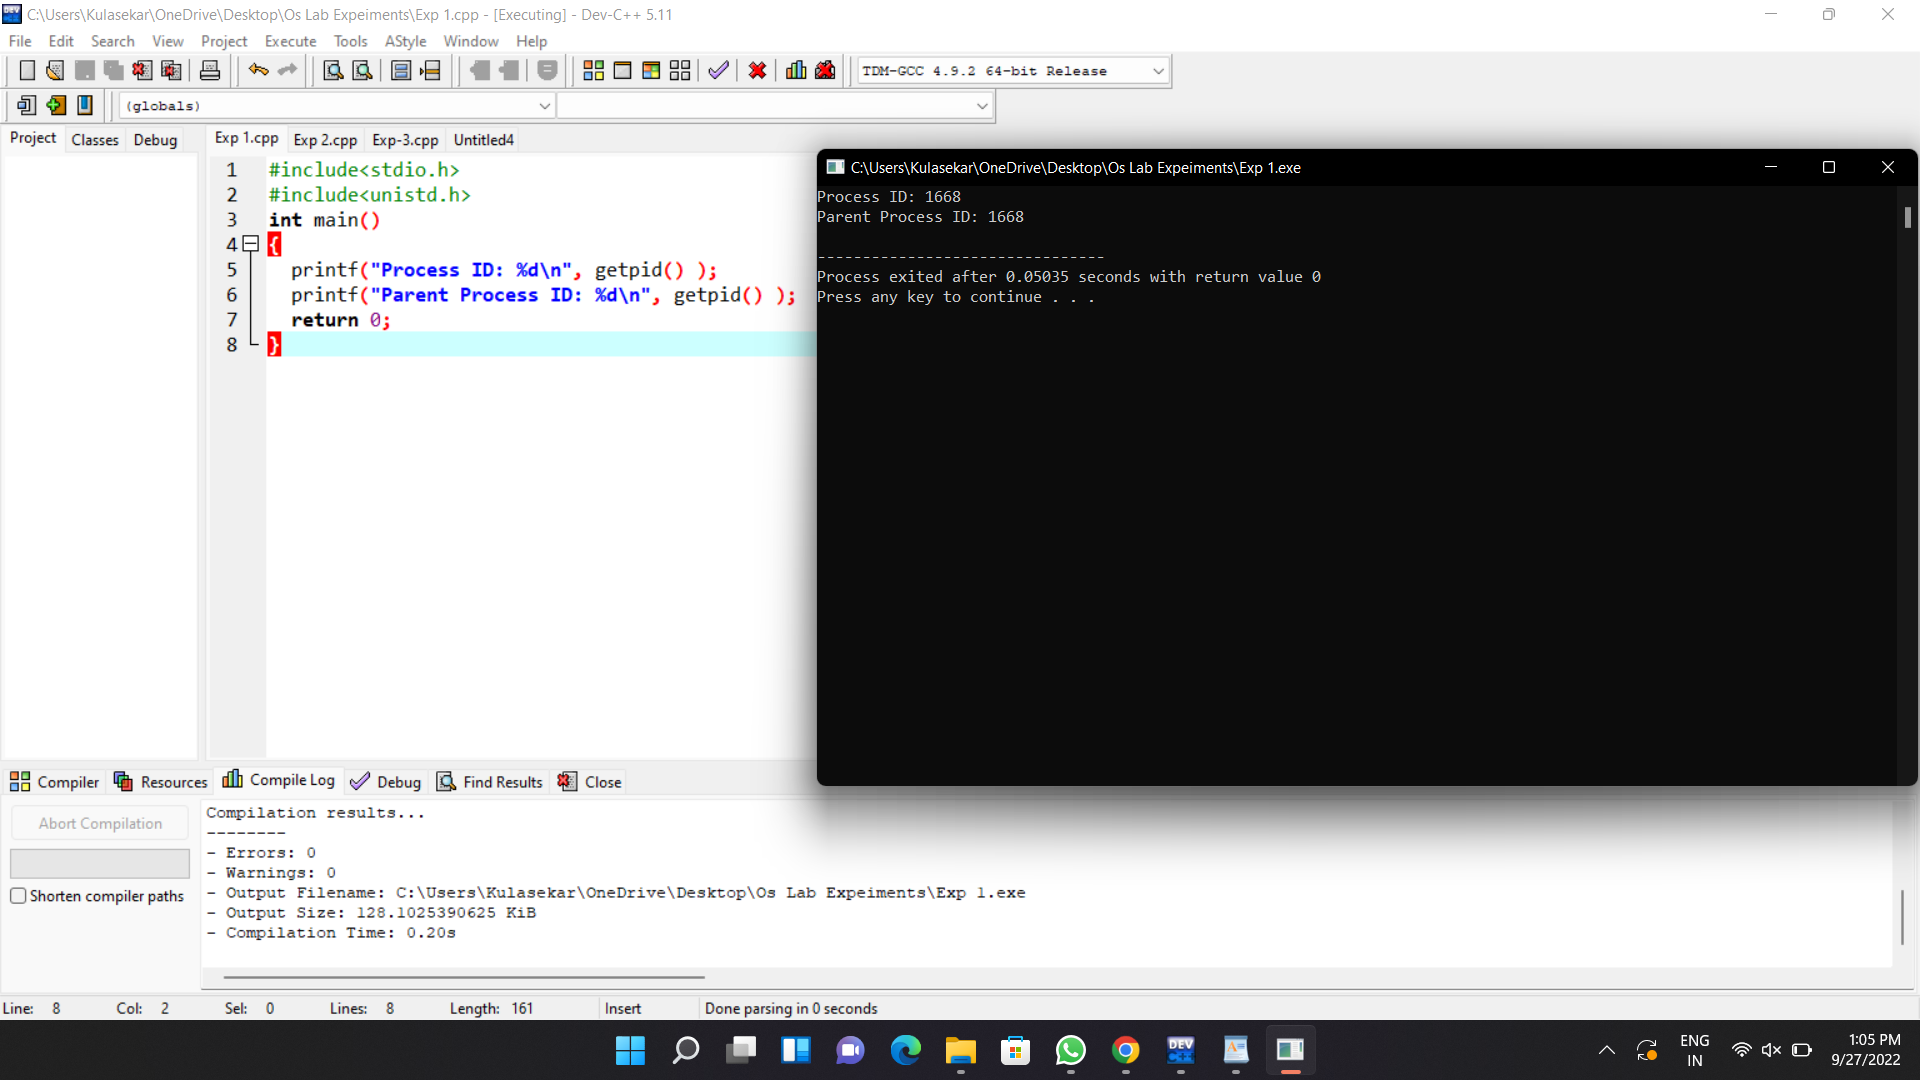 C:\Users\Kulasekar\OneDrive\Desktop\Os Lab Expeiments\Exp 1.cpp - [Executing] - Dev-C++ 5.11
File Edit Search View Project Execute Tools AStyle Window Help
TDM-GCC 4.9.2 64-bit Release
(globals)
Project Classes Debug
Exp 1.cpp Exp 2.cpp Exp-3.cpp Untitled4
1 #include<stdio.h>
2 #include<unistd.h>
3 int main()
4 {
5 printf("Process ID: %d\n", getpid() );
6 printf("Parent Process ID: %d\n", getpid() );
7 return 0;
8 }
C:\Users\Kulasekar\OneDrive\Desktop\Os Lab Expeiments\Exp 1.exe
Process ID: 1668
Parent Process ID: 1668
--------------------------------
Process exited after 0.05035 seconds with return value 0
Press any key to continue . . .
Compiler Resources Compile Log Debug Find Results Close
Abort Compilation
Shorten compiler paths
Compilation results...
--------
- Errors: 0
- Warnings: 0
- Output Filename: C:\Users\Kulasekar\OneDrive\Desktop\Os Lab Expeiments\Exp 1.exe
- Output Size: 128.1025390625 KiB
- Compilation Time: 0.20s
Line: 8 Col: 2 Sel: 0 Lines: 8 Length: 161 Insert Done parsing in 0 seconds
DEV C++
ENG
IN
1:05 PM
9/27/2022